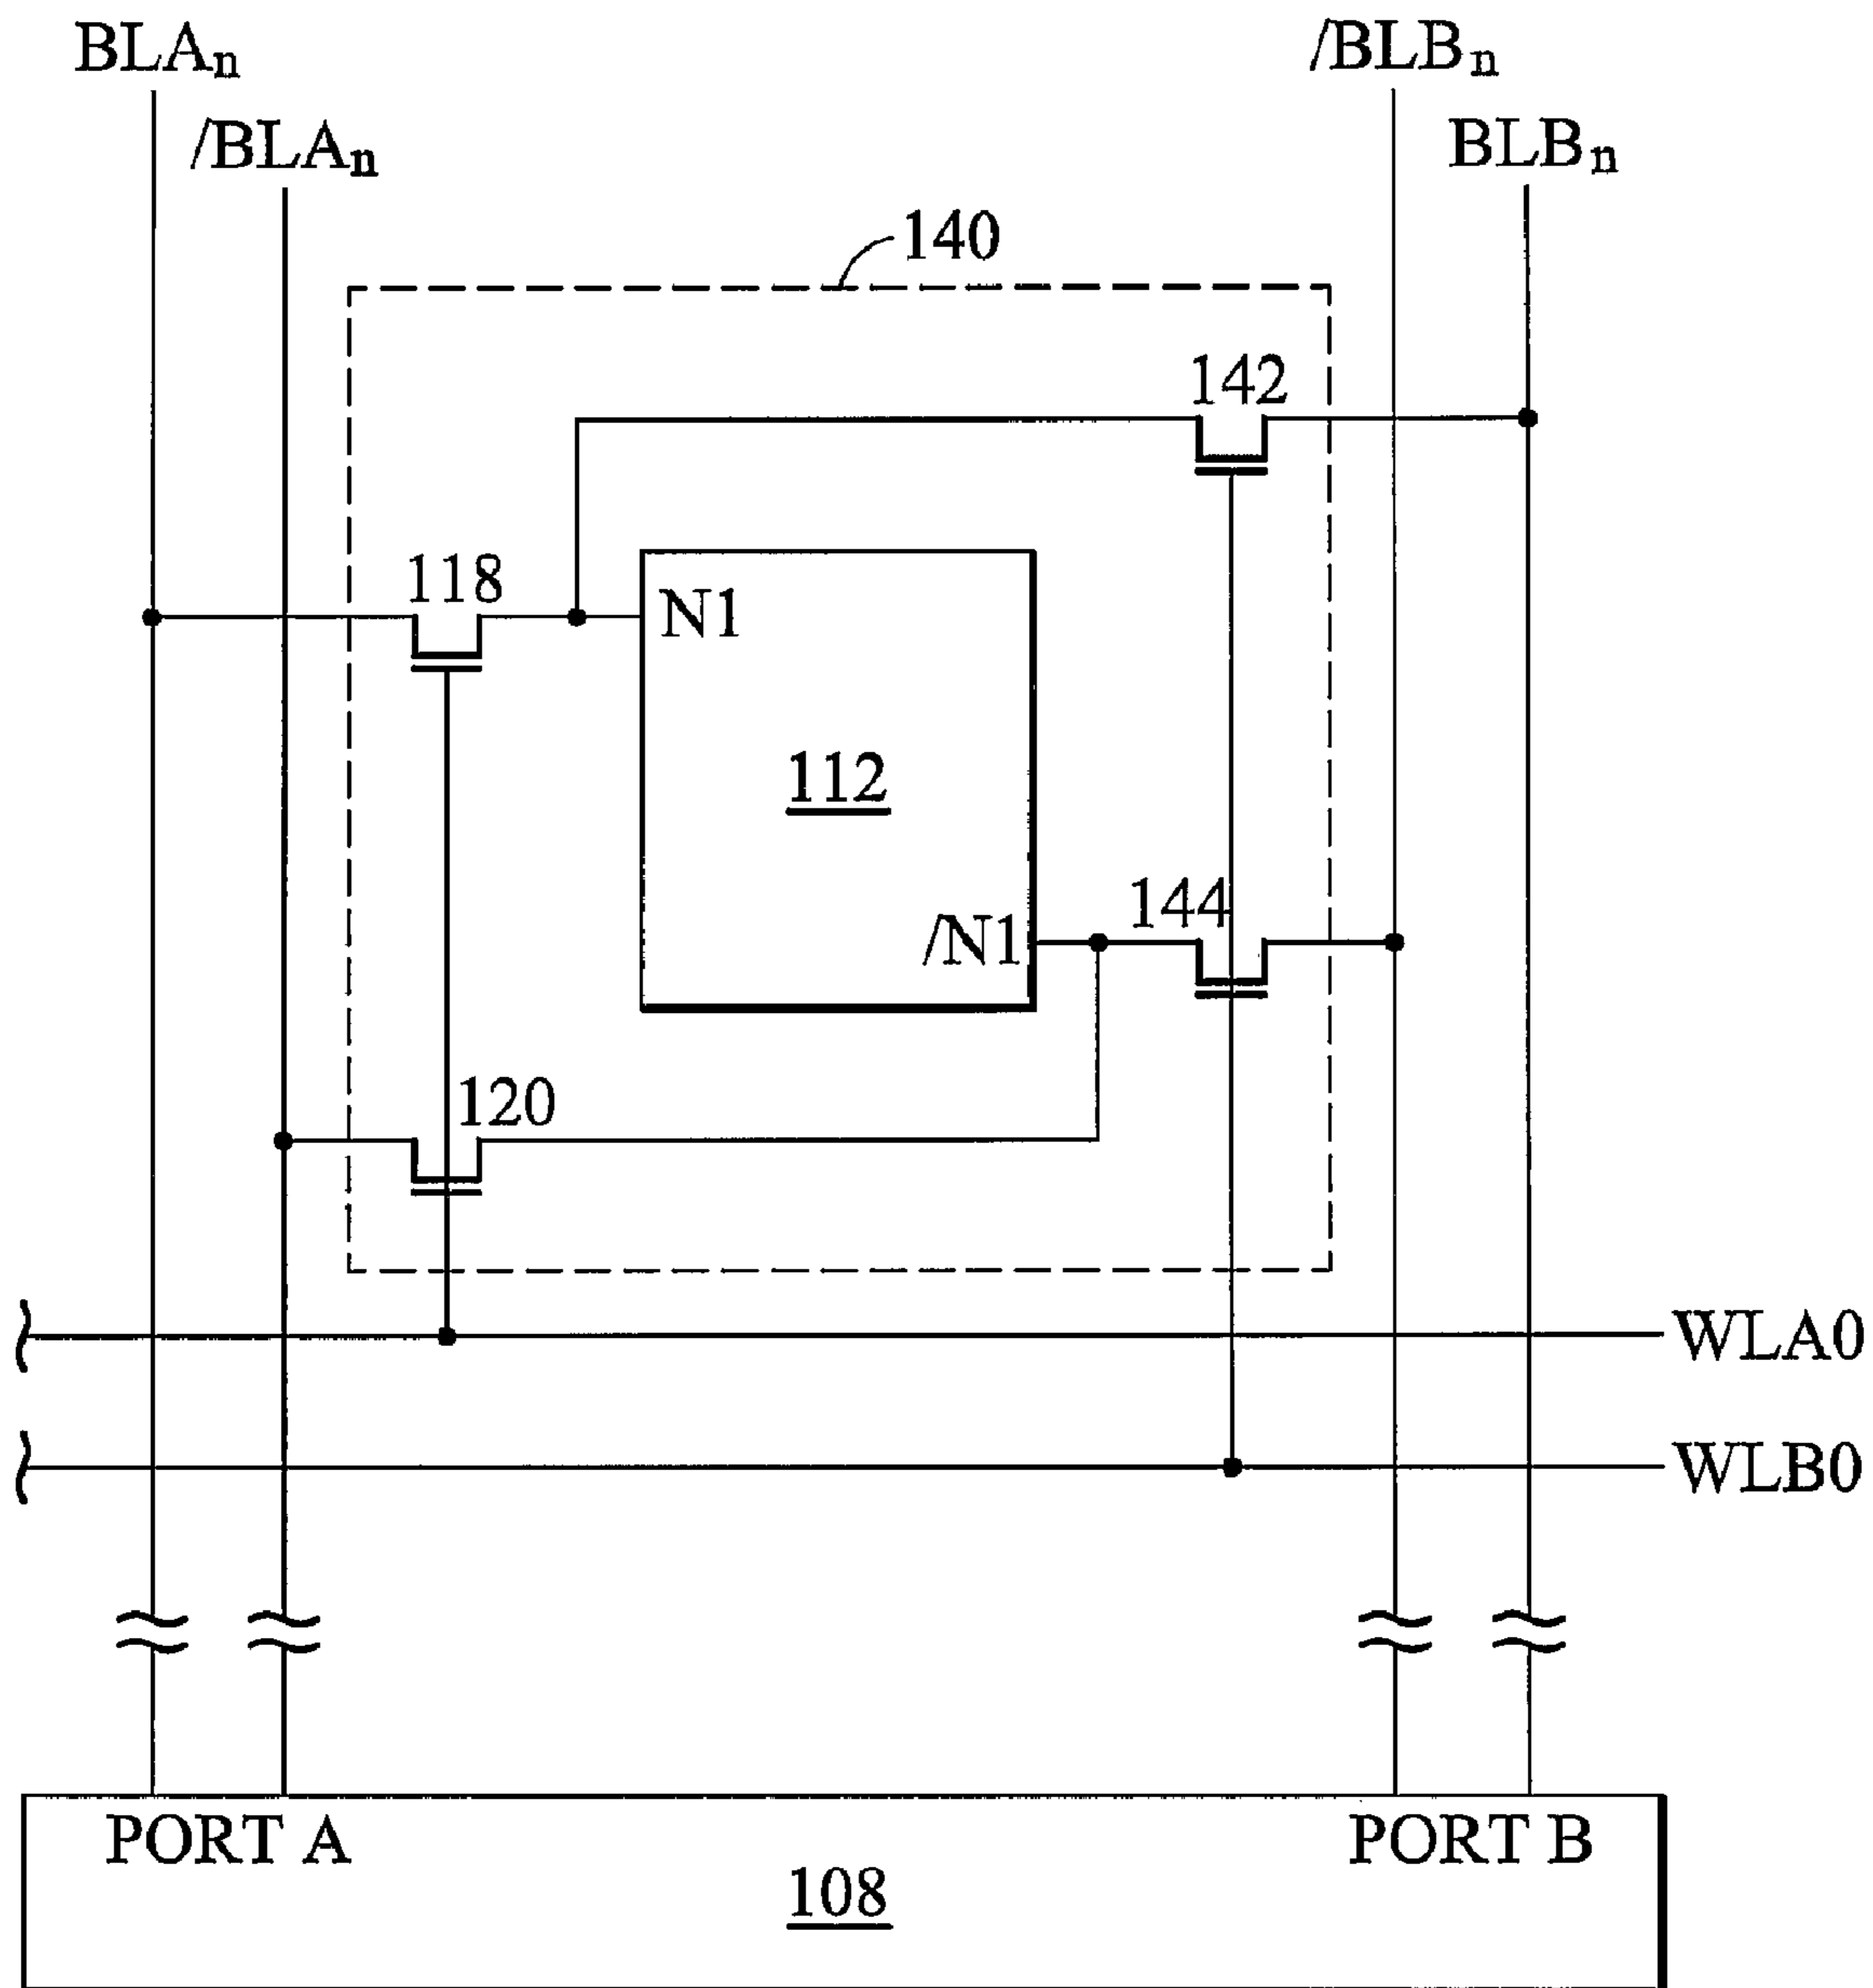 BLAn
/BLBn
/BLAn
BLBn
140
142
118
N1
112
144
/N1
120
WLA0
WLB0
PORT A
PORT B
108